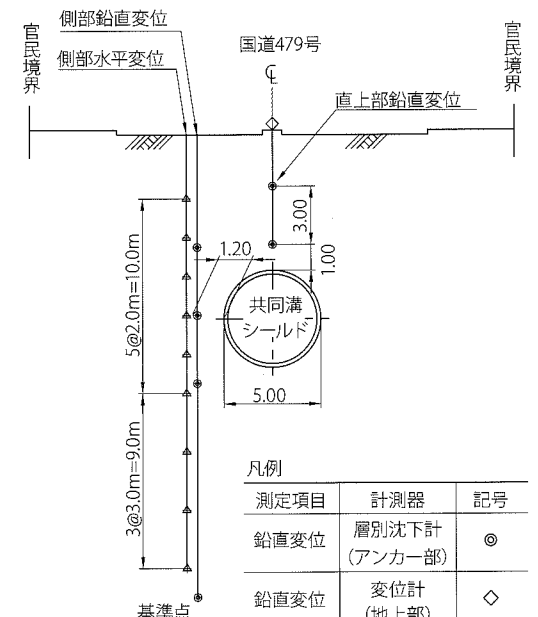 側部鉛直変位
側部水平変位
官民境界
国道479号
℄
官民境界
直上部鉛直変位
3.00
1.20
1.00
共同溝
シールド
5@2.0m=10.0m
5.00
3@3.0m=9.0m
基準点
凡例
測定項目 計測器 記号
鉛直変位 層別沈下計
(アンカー部) ◎
鉛直変位 変位計
(地上部) ◇